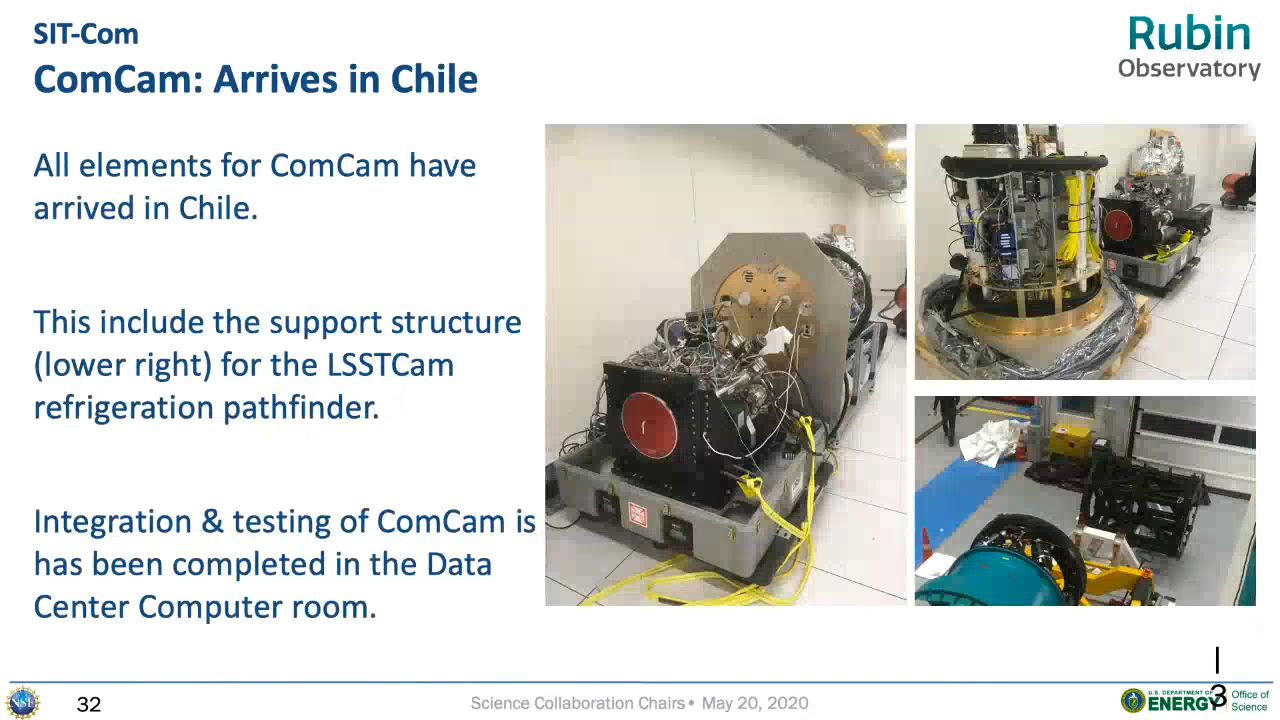 SIT-Com
ComCam: Arrives in Chile
Rubin
Observatory
All elements for ComCam have
arrived in Chile.
This include the support structure
(lower right) for the LSSTCam
refrigeration pathfinder.
Integration & testing of ComCam is
has been completed in the Data
Center Computer room.
32
Science Collaboration Chairs• May 20, 2020
NSF
U.S. DEPARTMENT OF
ENERGY
Office of
Science
3